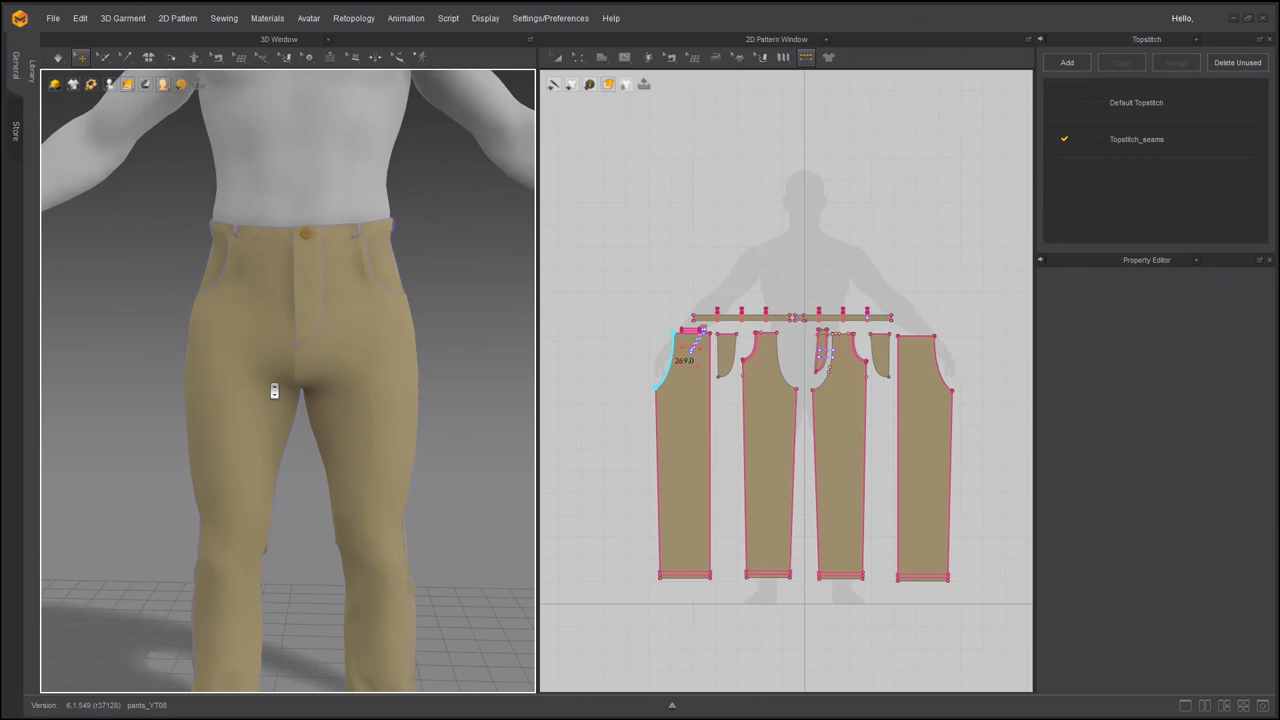 File Edit 3D Garment 2D Pattern Sewing Materials Avatar Retopology Animation Script Display Settings/Preferences Help Hello,
3D Window
2D Pattern Window
Topstitch
General
Library
Store
Add
Copy
Assign
Delete Unused
Default Topstitch
Topstitch_seams
Property Editor
269.0
Version: 6.1.549 (r37128) pants_YT08